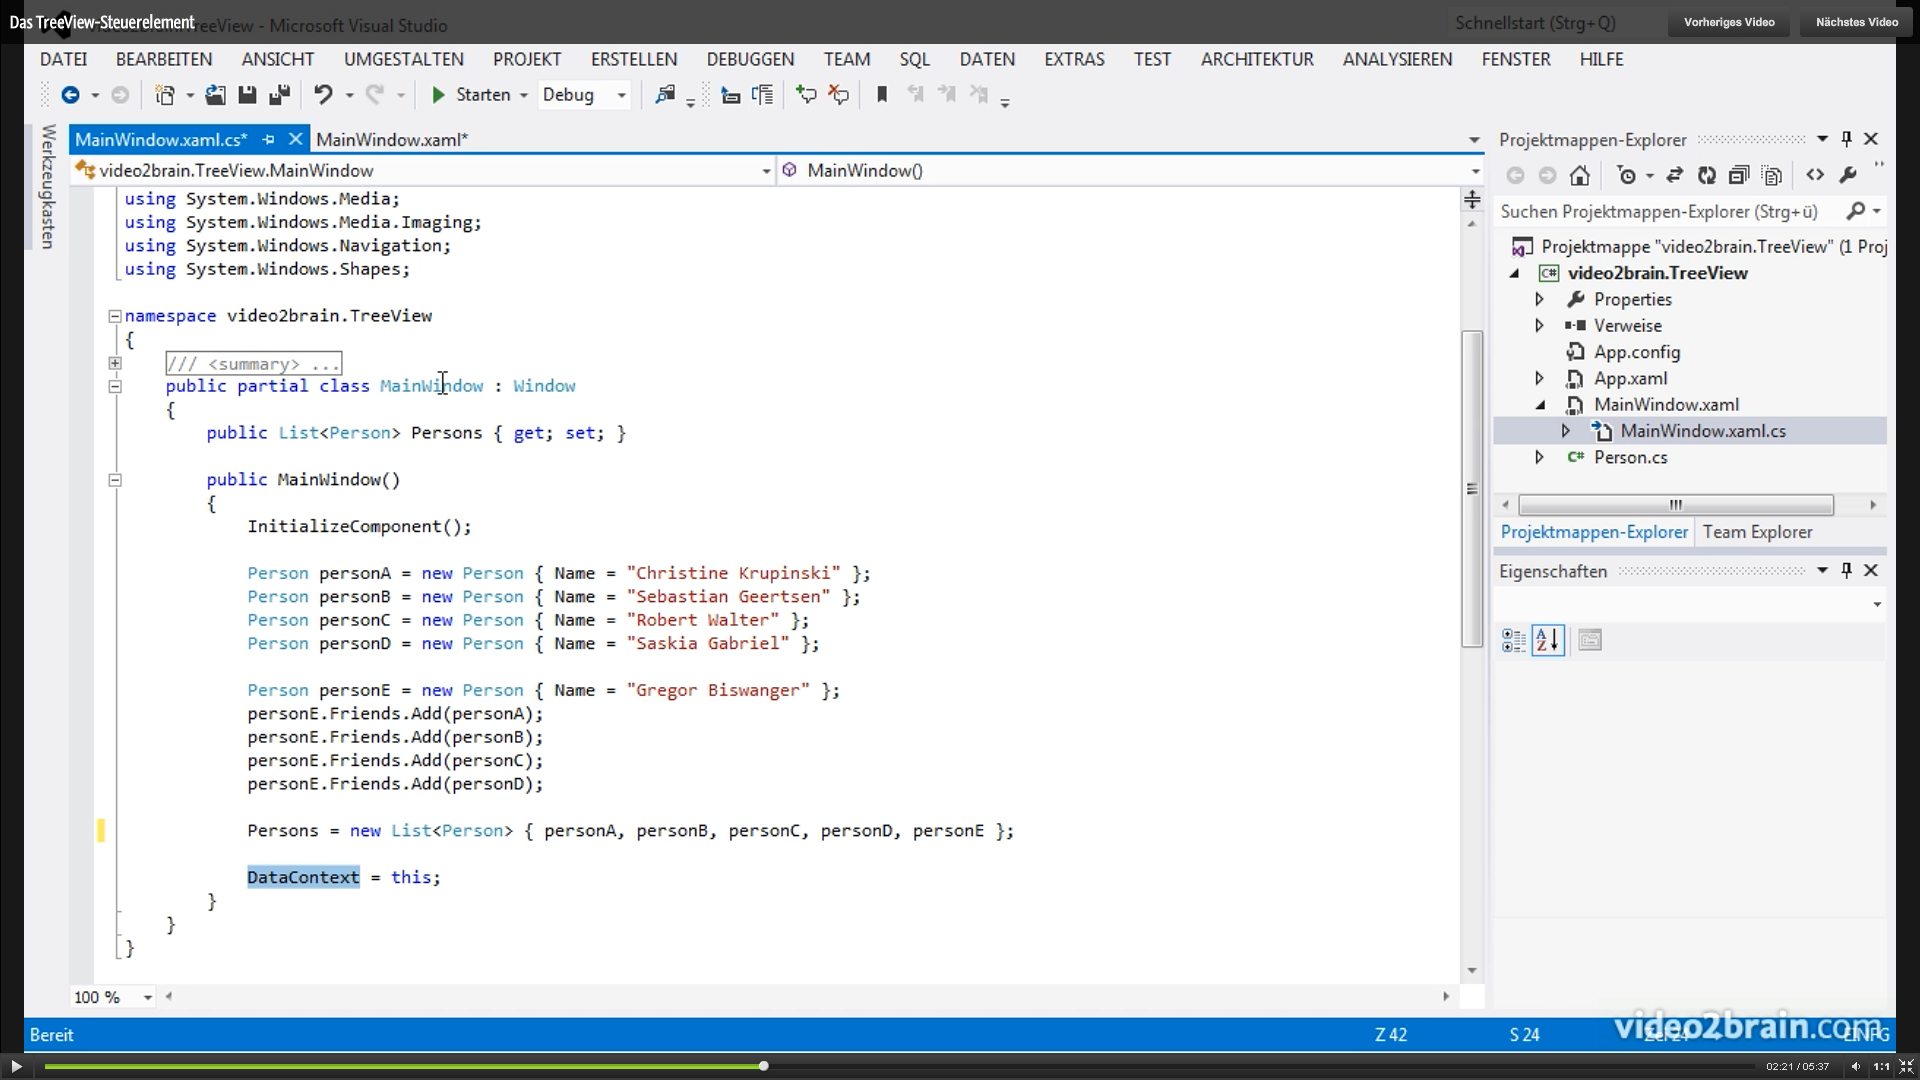 Das TreeView-Steuerelement
TreeView - Microsoft Visual Studio
Schnellstart (Strg+Q)
Vorheriges Video
Nächstes Video
DATEI BEARBEITEN ANSICHT UMGESTALTEN PROJEKT ERSTELLEN DEBUGGEN TEAM SQL DATEN EXTRAS TEST ARCHITEKTUR ANALYSIEREN FENSTER HILFE
Starten Debug
Werkzeugkasten
MainWindow.xaml.cs* MainWindow.xaml*
video2brain.TreeView.MainWindow MainWindow()
using System.Windows.Media;
using System.Windows.Media.Imaging;
using System.Windows.Navigation;
using System.Windows.Shapes;
namespace video2brain.TreeView
{
/// <summary> ...
public partial class MainWindow : Window
{
public List<Person> Persons { get; set; }
public MainWindow()
{
InitializeComponent();
Person personA = new Person { Name = "Christine Krupinski" };
Person personB = new Person { Name = "Sebastian Geertsen" };
Person personC = new Person { Name = "Robert Walter" };
Person personD = new Person { Name = "Saskia Gabriel" };
Person personE = new Person { Name = "Gregor Biswanger" };
personE.Friends.Add(personA);
personE.Friends.Add(personB);
personE.Friends.Add(personC);
personE.Friends.Add(personD);
Persons = new List<Person> { personA, personB, personC, personD, personE };
DataContext = this;
}
}
}
100 %
Projektmappen-Explorer
Suchen Projektmappen-Explorer (Strg+ü)
Projektmappe "video2brain.TreeView" (1 Proj
video2brain.TreeView
Properties
Verweise
App.config
App.xaml
MainWindow.xaml
MainWindow.xaml.cs
Person.cs
Projektmappen-Explorer Team Explorer
Eigenschaften
Bereit
Z 42
S 24
video2brain.com
EINFG
02:21 / 05:37
1:1